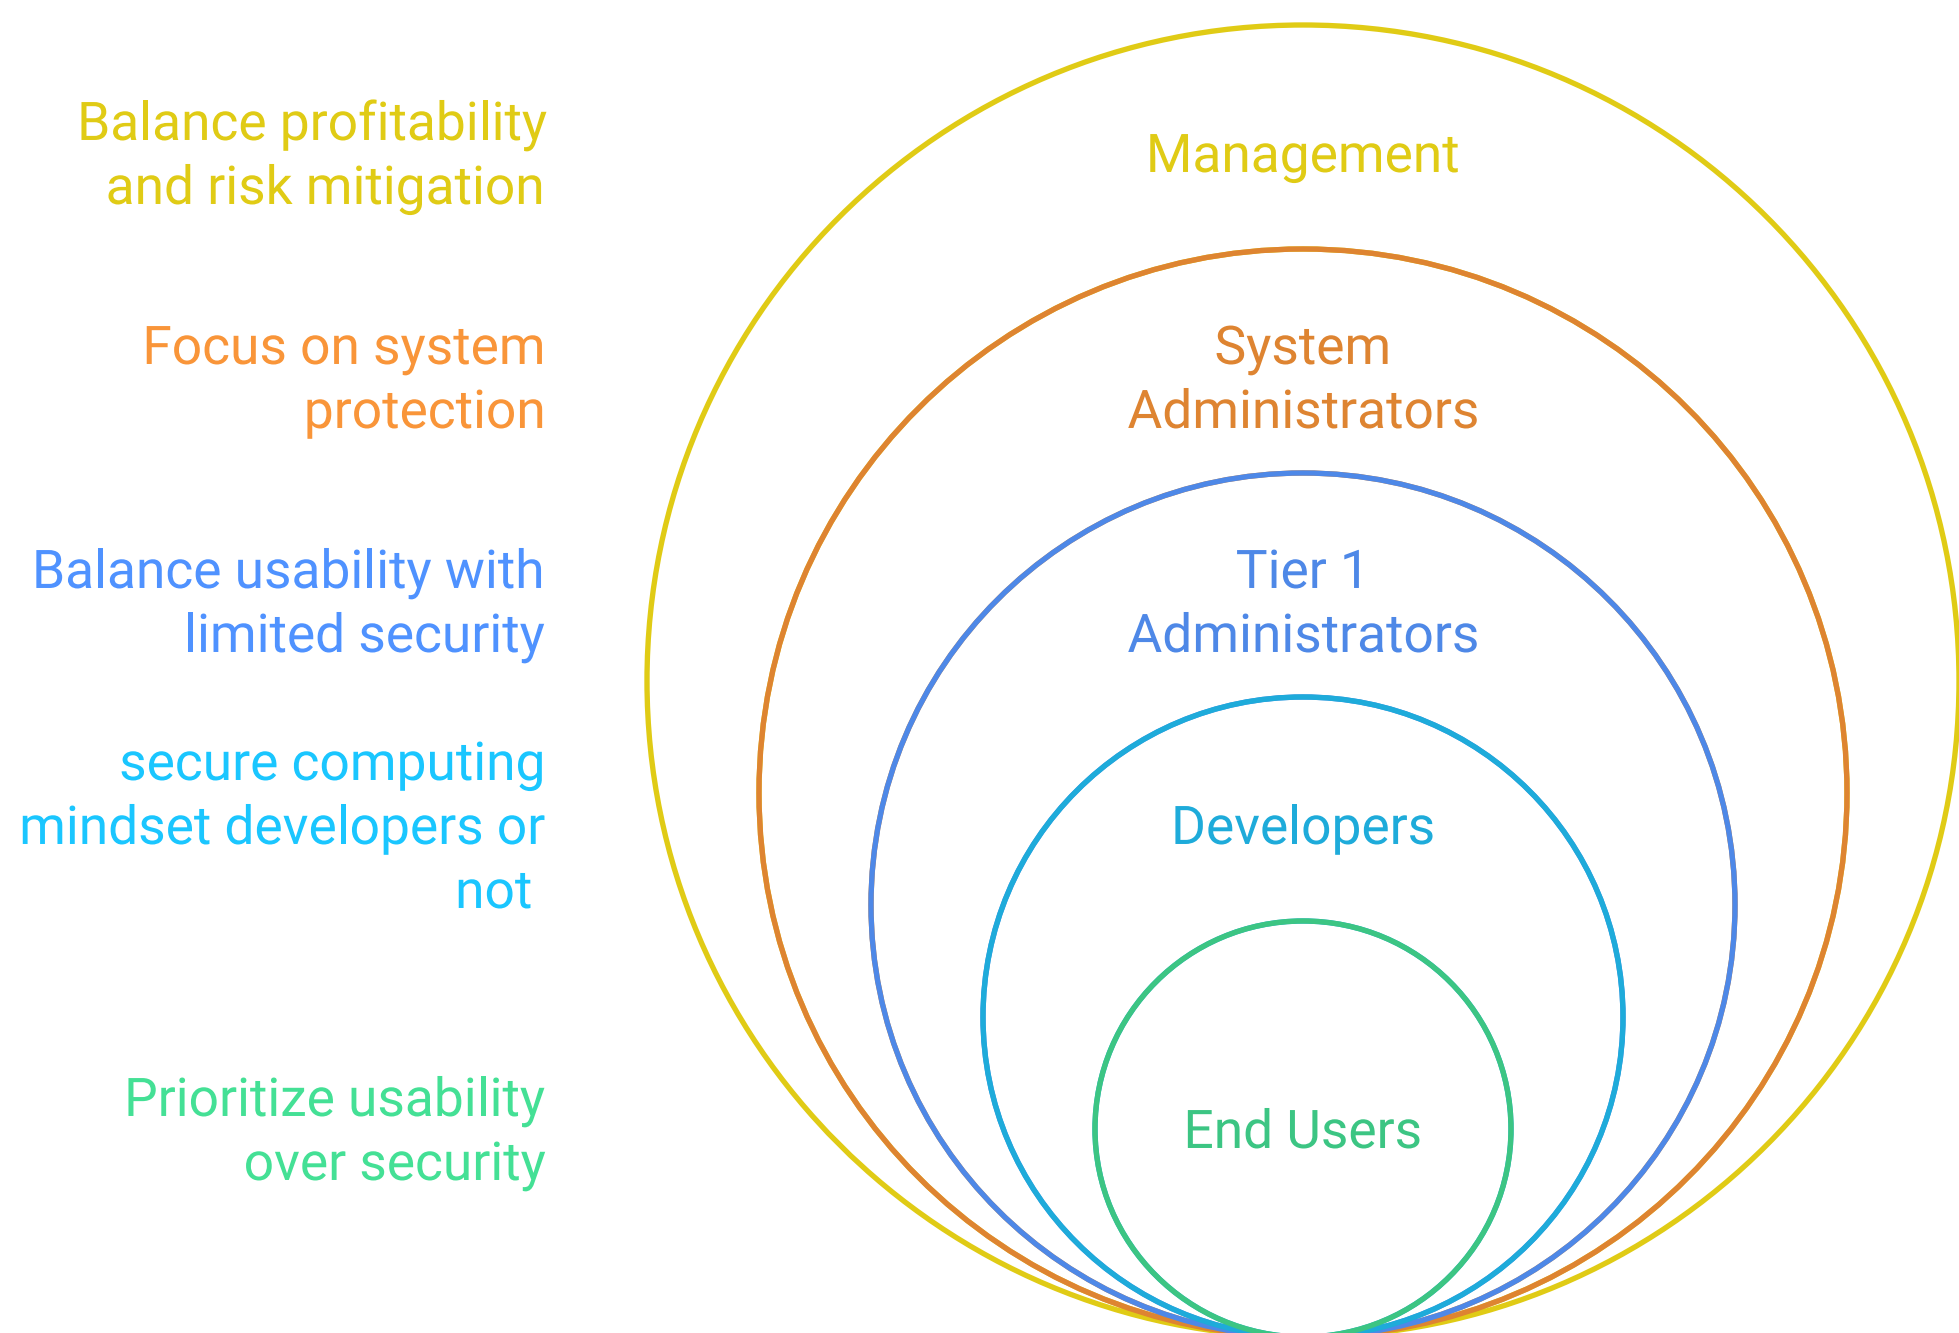 Balance profitability
and risk mitigation
Management
Focus on system
protection
System
Administrators
Balance usability with
limited security
Tier 1
Administrators
secure computing
mindset developers or
not
Developers
Prioritize usability
over security
End Users